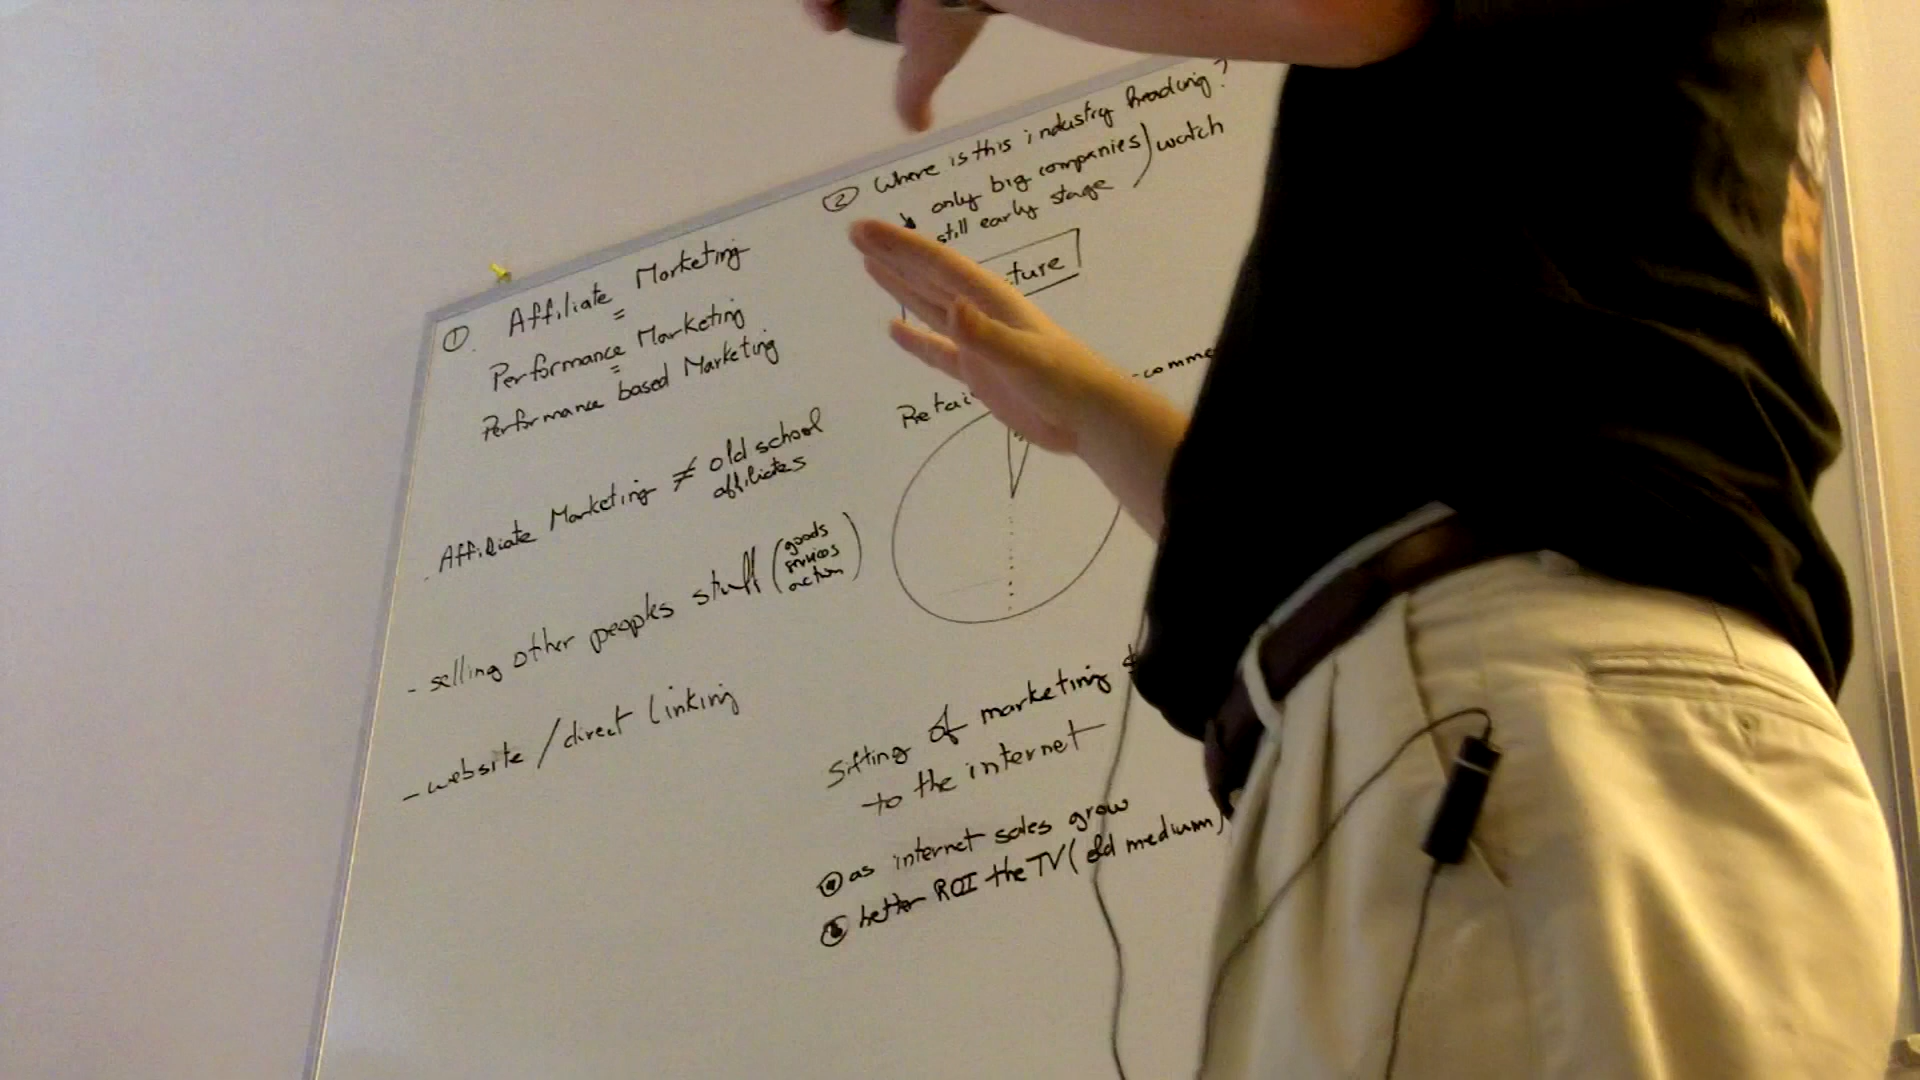 ① Affiliate Marketing
=
Performance Marketing
=
Performance based Marketing
Affiliate Marketing ≠ old school
affiliates
- selling other peoples stuff (goods
services
action)
- website / direct linking
② Where is this industry heading?
only big companies) watch
still early stage
ture
Retai
-comme
Sifting of marketing $
to the internet
as internet sales grow
better ROI the TV (old medium)